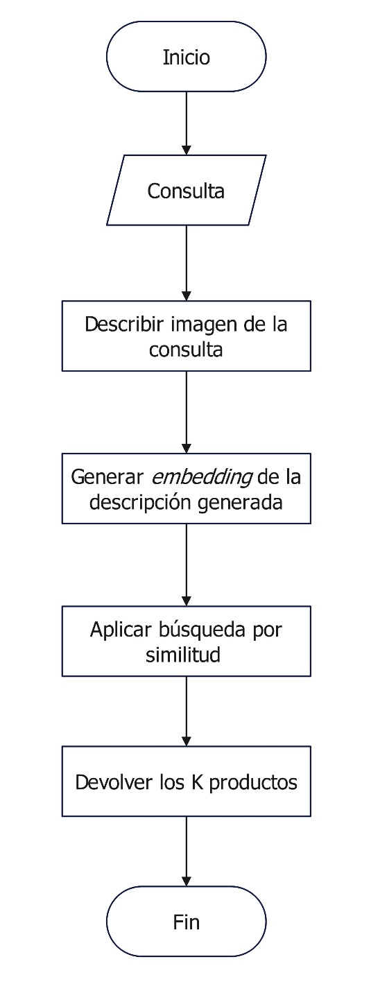 Inicio
Consulta
Describir imagen de la
consulta
Generar embedding de la
descripción generada
Aplicar búsqueda por
similitud
Devolver los K productos
Fin